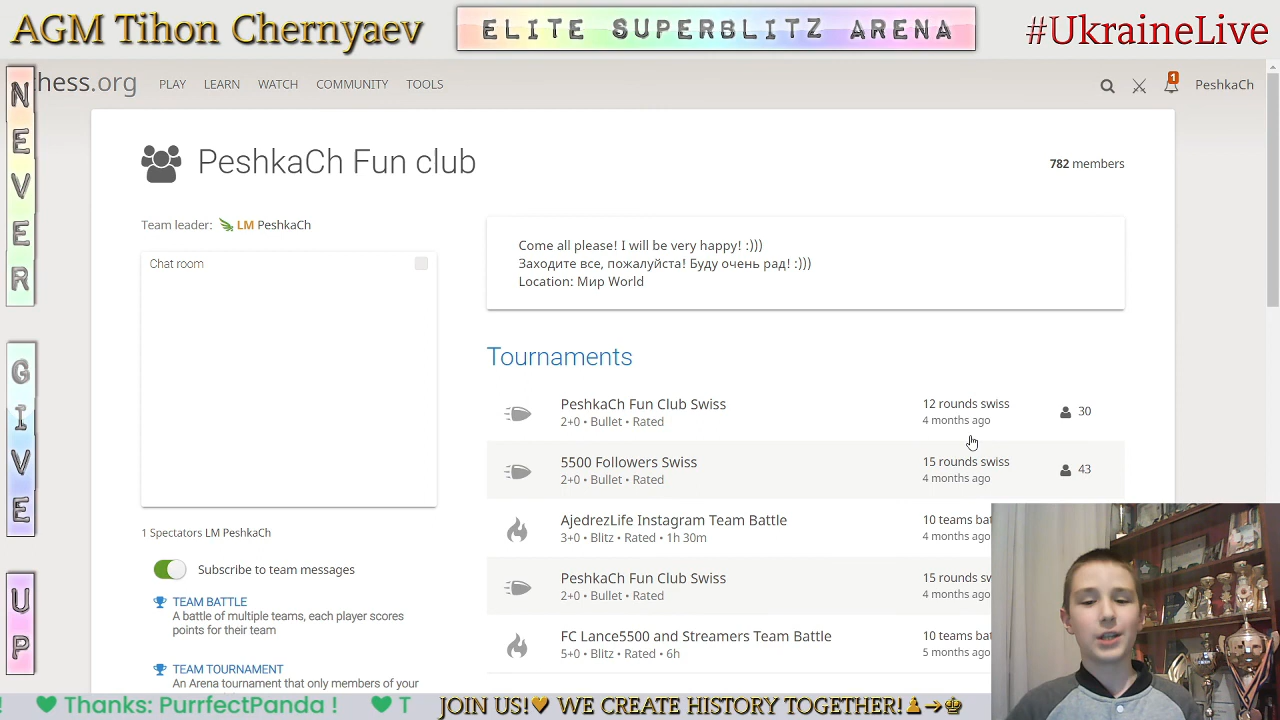 AGM Tihon Chernyaev
ELITE SUPERBLITZ ARENA
#UkraineLive
NEVER
GIVE
UP
hess.org
PLAY LEARN WATCH COMMUNITY TOOLS
1
PeshkaCh
PeshkaCh Fun club
782 members
Team leader: LM PeshkaCh
Chat room
Come all please! I will be very happy! :)))
Заходите все, пожалуйста! Буду очень рад! :)))
Location: Мир World
Tournaments
PeshkaCh Fun Club Swiss
2+0 • Bullet • Rated
12 rounds swiss
4 months ago
30
5500 Followers Swiss
2+0 • Bullet • Rated
15 rounds swiss
4 months ago
43
AjedrezLife Instagram Team Battle
3+0 • Blitz • Rated • 1h 30m
10 teams bat
4 months ago
PeshkaCh Fun Club Swiss
2+0 • Bullet • Rated
15 rounds sw
4 months ago
FC Lance5500 and Streamers Team Battle
5+0 • Blitz • Rated • 6h
10 teams bat
5 months ago
1 Spectators LM PeshkaCh
Subscribe to team messages
TEAM BATTLE
A battle of multiple teams, each player scores
points for their team
TEAM TOURNAMENT
An Arena tournament that only members of your
! 💚 Thanks: PurrfectPanda ! 💚 T
JOIN US!🧡 WE CREATE HISTORY TOGETHER!♟→♚